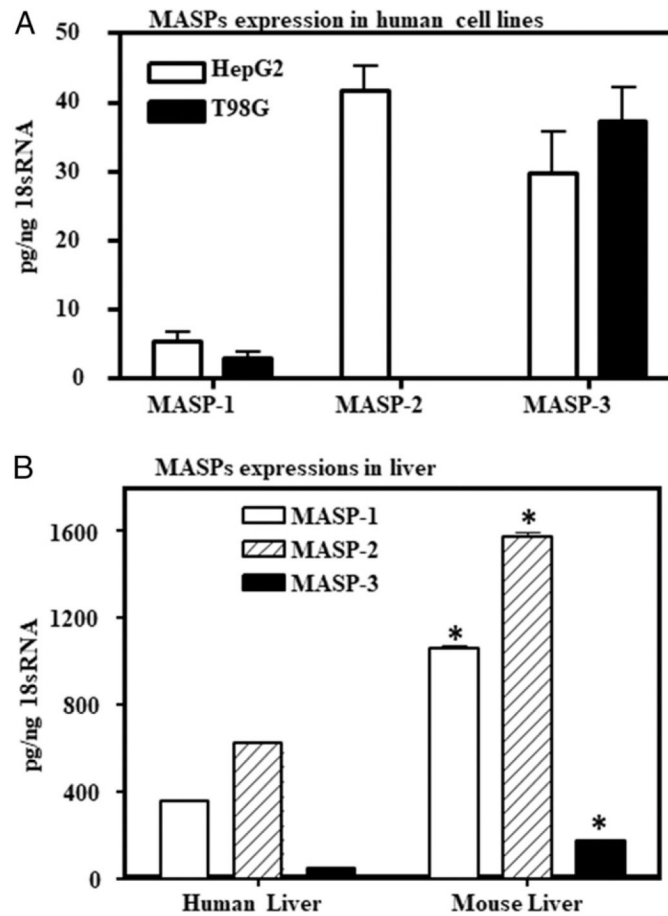 A
MASPs expression in human cell lines
50
40
30
20
10
0
pg/ng 18sRNA
HepG2
T98G
MASP-1 MASP-2 MASP-3
B
MASPs expressions in liver
1600
1200
800
400
0
pg/ng 18sRNA
MASP-1
MASP-2
MASP-3
*
*
*
Human Liver Mouse Liver